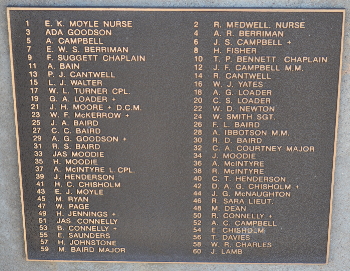 1 E. K. MOYLE NURSE 2 R. MEDWELL NURSE
3 ADA GOODSON 4 A. R. BERRIMAN
5 A. CAMPBELL 6 J. S. CAMPBELL +
7 E. W. S. BERRIMAN 8 H. FISHER
9 F. SUGGETT CHAPLAIN 10 T. P. BENNETT CHAPLAIN
11 A. BAIN 12 J. F. CAMPBELL M.M.
13 P. J. CANTWELL 14 R. CANTWELL
15 L. J. WALTER 16 W. J. YATES
17 W. L. TURNER CPL. 18 A. G. LOADER
19 G. A. LOADER + 20 C. S. LOADER
21 J. H. MOORE + D.C.M. 22 W. D. NEWTON
23 W. F. McKERROW + 24 W. SMITH SGT.
25 J. A. BAIRD 26 F. L. BAIRD
27 C. C. BAIRD 28 A. IBBOTSON M.M.
29 A. G. GOODSON + 30 R. D. BAIRD
31 R. S. BAIRD 32 C. A. COURTNEY MAJOR
33 JAS MOODIE 34 J. MOODIE
35 H. MOODIE 36 A. McINTYRE
37 A. McINTYRE L. CPL. 38 R. McINTYRE
39 J. HENDERSON 40 C. T. HENDERSON
41 H. C. CHISHOLM 42 D. A. G. CHISHOLM +
43 E. J. MOYLE 44 J. G. McNAUGHTON
45 M. RYAN 46 R. SARA LIEUT.
47 W. PAGE 48 M. DEAN
49 H. JENNINGS + 50 R. CONNELLY +
51 JAS. CONNELLY 52 A. C. CAMPBELL
53 B. CONNELLY + 54 E. CHISHOLM
55 E. SAUNDERS 56 T. DAVIES
57 H. JOHNSTONE 58 W. R. CHARLES
59 M. BAIRD MAJOR 60 J. LAMB